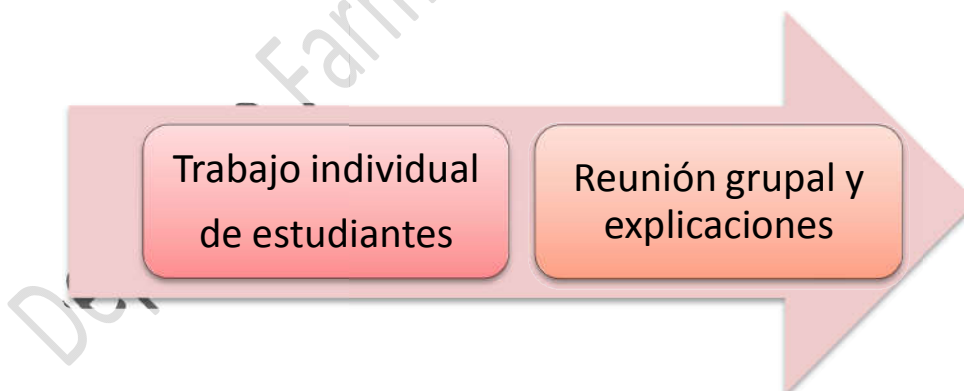 Trabajo individual
de estudiantes
Reunión grupal y
explicaciones